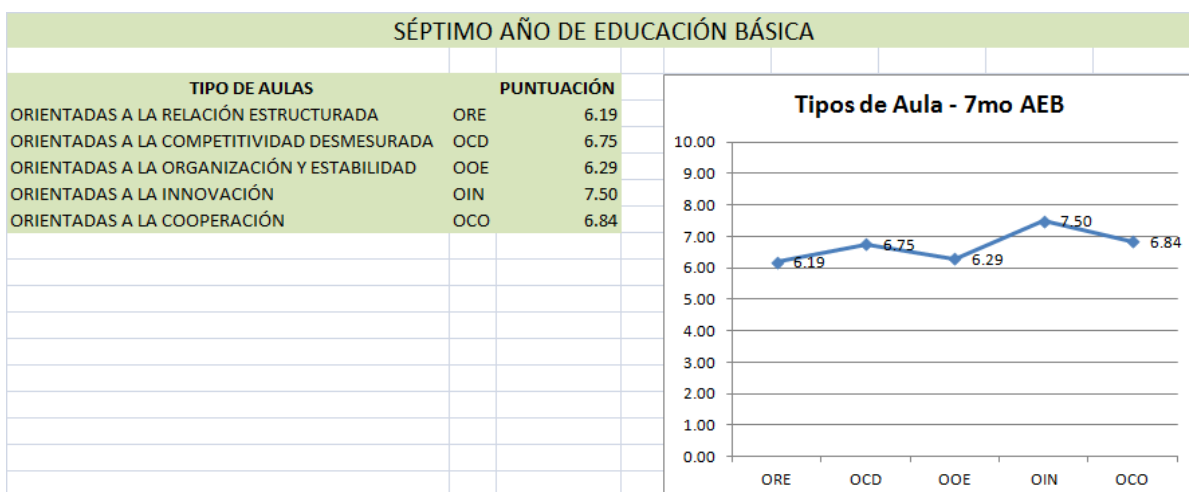 SÉPTIMO AÑO DE EDUCACIÓN BÁSICA
TIPO DE AULAS PUNTUACIÓN
ORIENTADAS A LA RELACIÓN ESTRUCTURADA ORE 6.19
ORIENTADAS A LA COMPETITIVIDAD DESMESURADA OCD 6.75
ORIENTADAS A LA ORGANIZACIÓN Y ESTABILIDAD OOE 6.29
ORIENTADAS A LA INNOVACIÓN OIN 7.50
ORIENTADAS A LA COOPERACIÓN OCO 6.84
Tipos de Aula - 7mo AEB
10.00
9.00
8.00
7.00
6.00
5.00
4.00
3.00
2.00
1.00
0.00
6.19 6.75 6.29 7.50 6.84
ORE OCD OOE OIN OCO